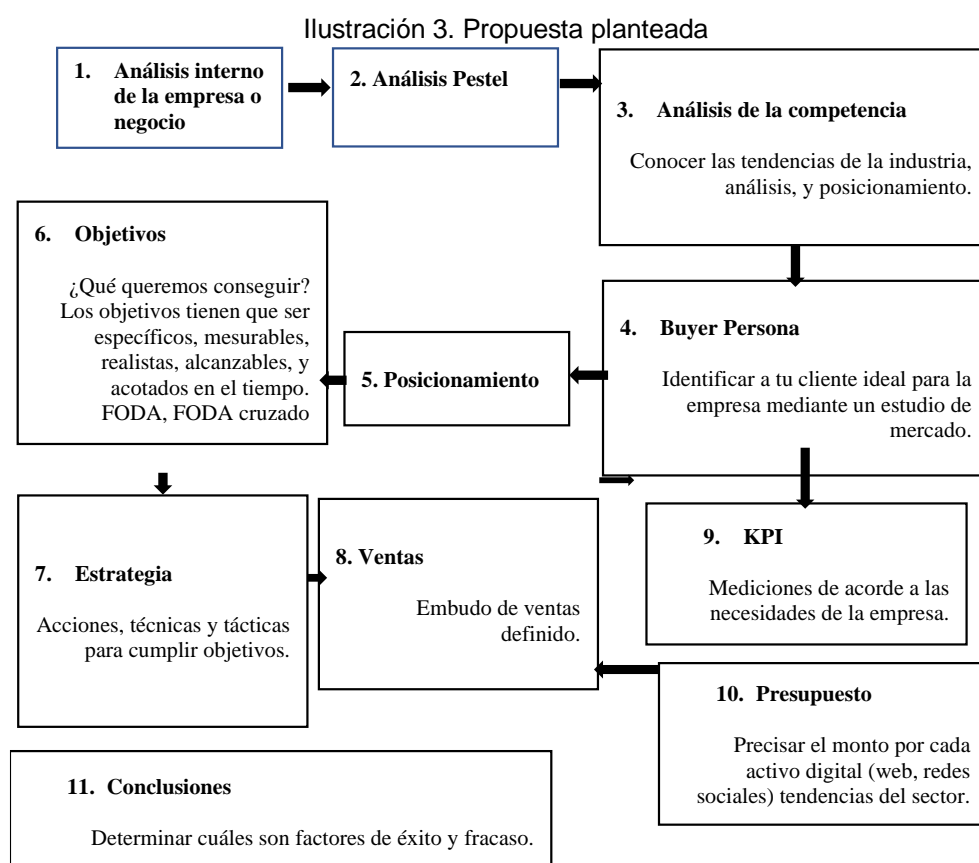 Ilustración 3. Propuesta planteada
1. Análisis interno
de la empresa o
negocio
2. Análisis Pestel
3. Análisis de la competencia
Conocer las tendencias de la industria,
análisis, y posicionamiento.
4. Buyer Persona
Identificar a tu cliente ideal para la
empresa mediante un estudio de
mercado.
5. Posicionamiento
6. Objetivos
¿Qué queremos conseguir?
Los objetivos tienen que ser
específicos, mesurables,
realistas, alcanzables, y
acotados en el tiempo.
FODA, FODA cruzado
7. Estrategia
Acciones, técnicas y tácticas
para cumplir objetivos.
8. Ventas
Embudo de ventas
definido.
9. KPI
Mediciones de acorde a las
necesidades de la empresa.
10. Presupuesto
Precisar el monto por cada
activo digital (web, redes
sociales) tendencias del sector.
11. Conclusiones
Determinar cuáles son factores de éxito y fracaso.